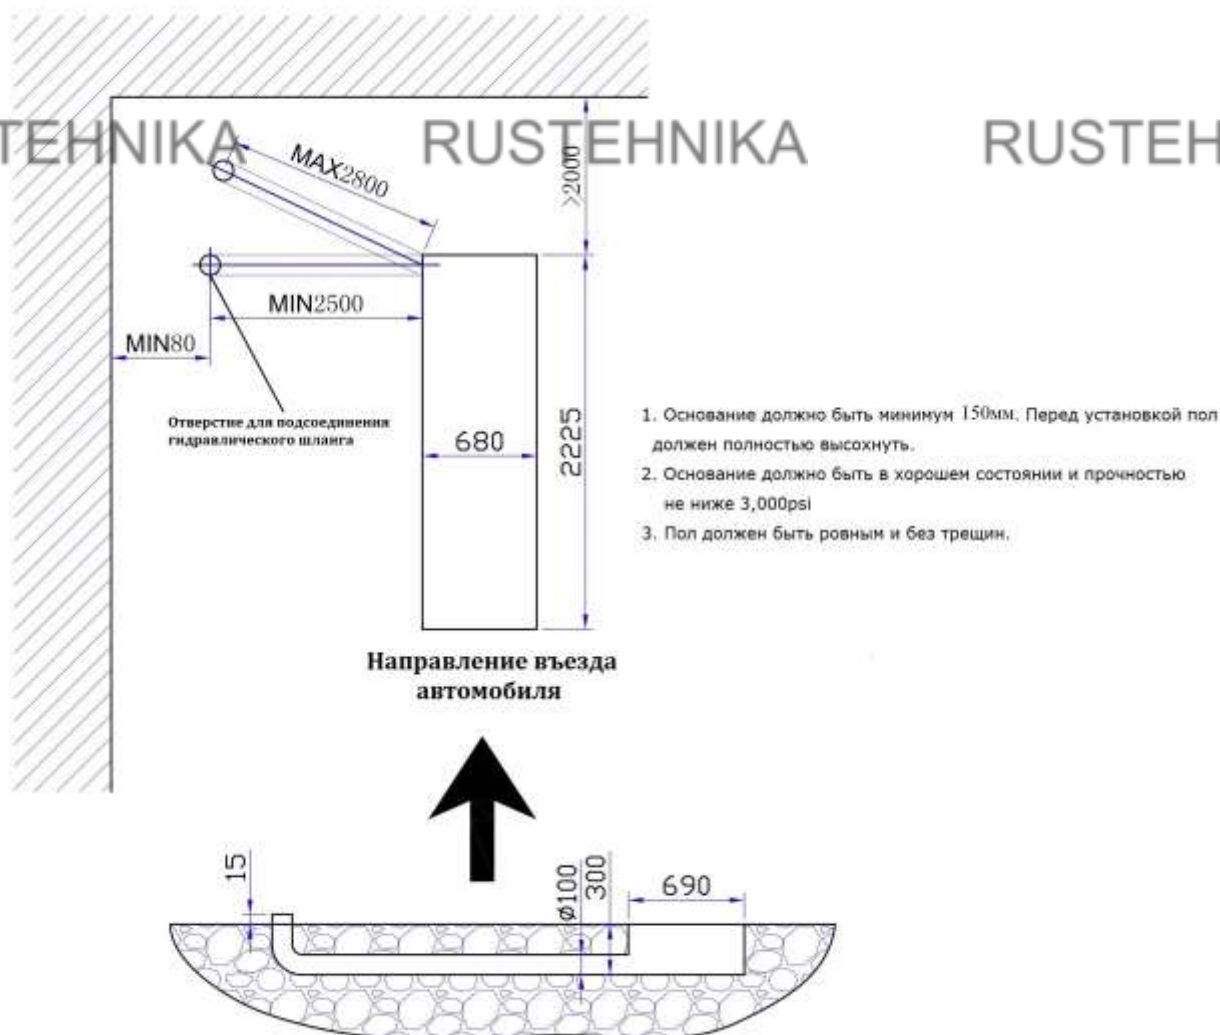 TEHNIKA RUSTEHNIKA RUSTEH
MAX2800
>2000
MIN2500
MIN80
Отверстие для подсоединения
гидравлического шланга
680
2225
1. Основание должно быть минимум 150мм. Перед установкой пол
должен полностью высохнуть.
2. Основание должно быть в хорошем состоянии и прочностью
не ниже 3,000psi
3. Пол должен быть ровным и без трещин.
Направление въезда
автомобиля
15
ø100
300
690